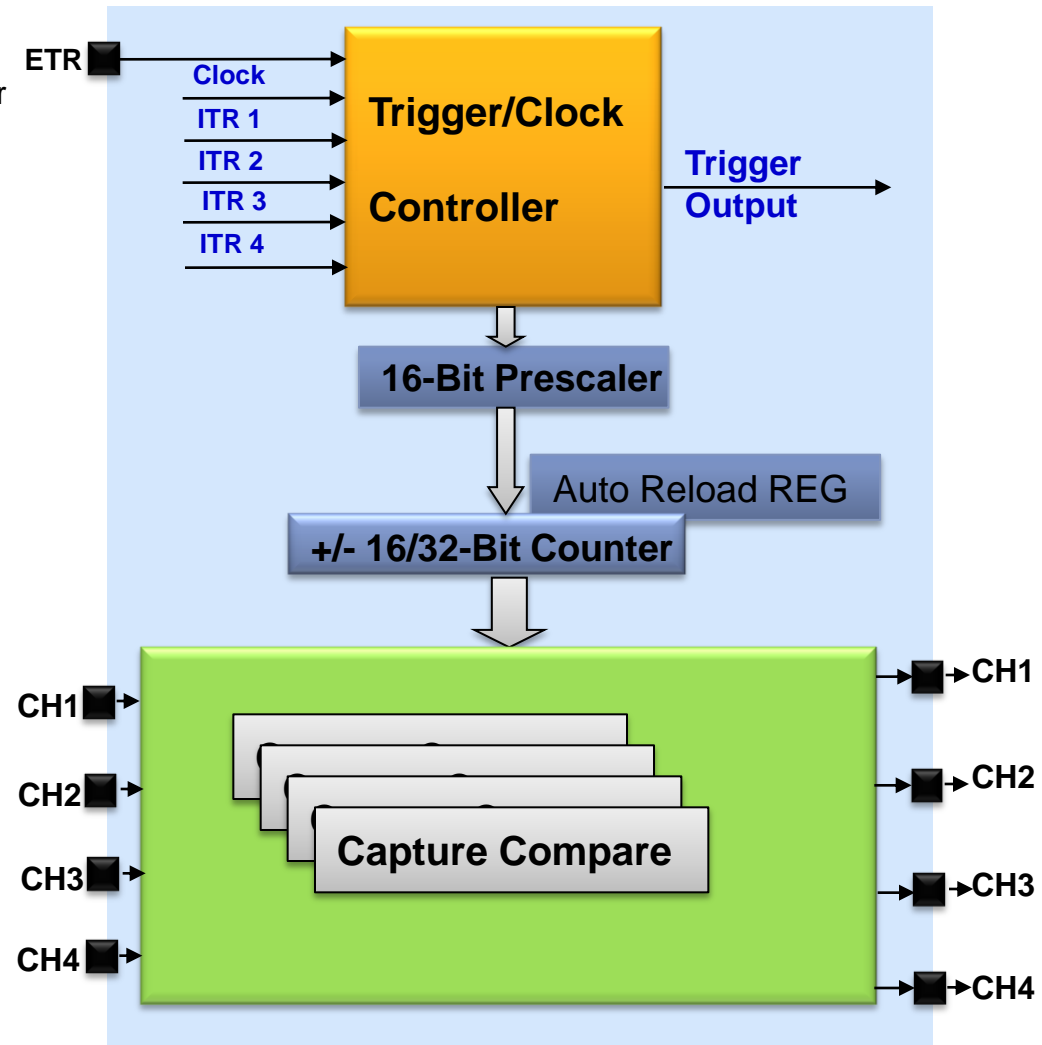 ETR
r
Clock
ITR 1
ITR 2
ITR 3
ITR 4
Trigger/Clock
Controller
Trigger
Output
16-Bit Prescaler
Auto Reload REG
+/- 16/32-Bit Counter
CH1
CH2
CH3
CH4
Capture Compare
CH1
CH2
CH3
CH4